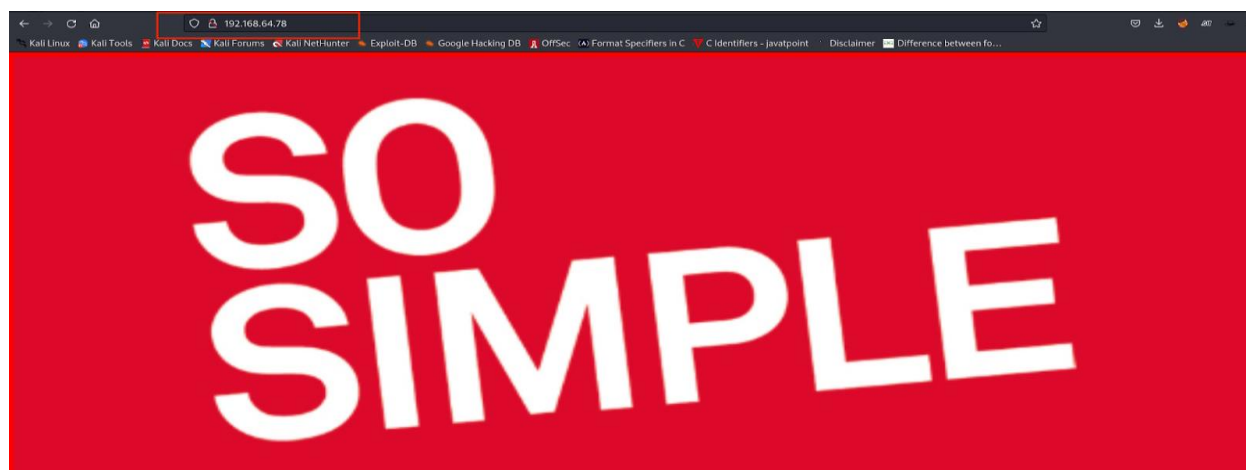 192.168.64.78
Kali Linux Kali Tools Kali Docs Kali Forums Kali NetHunter Exploit-DB Google Hacking DB OffSec Format Specifiers in C C Identifiers - javatpoint Disclaimer Difference between fo...
SO
SIMPLE